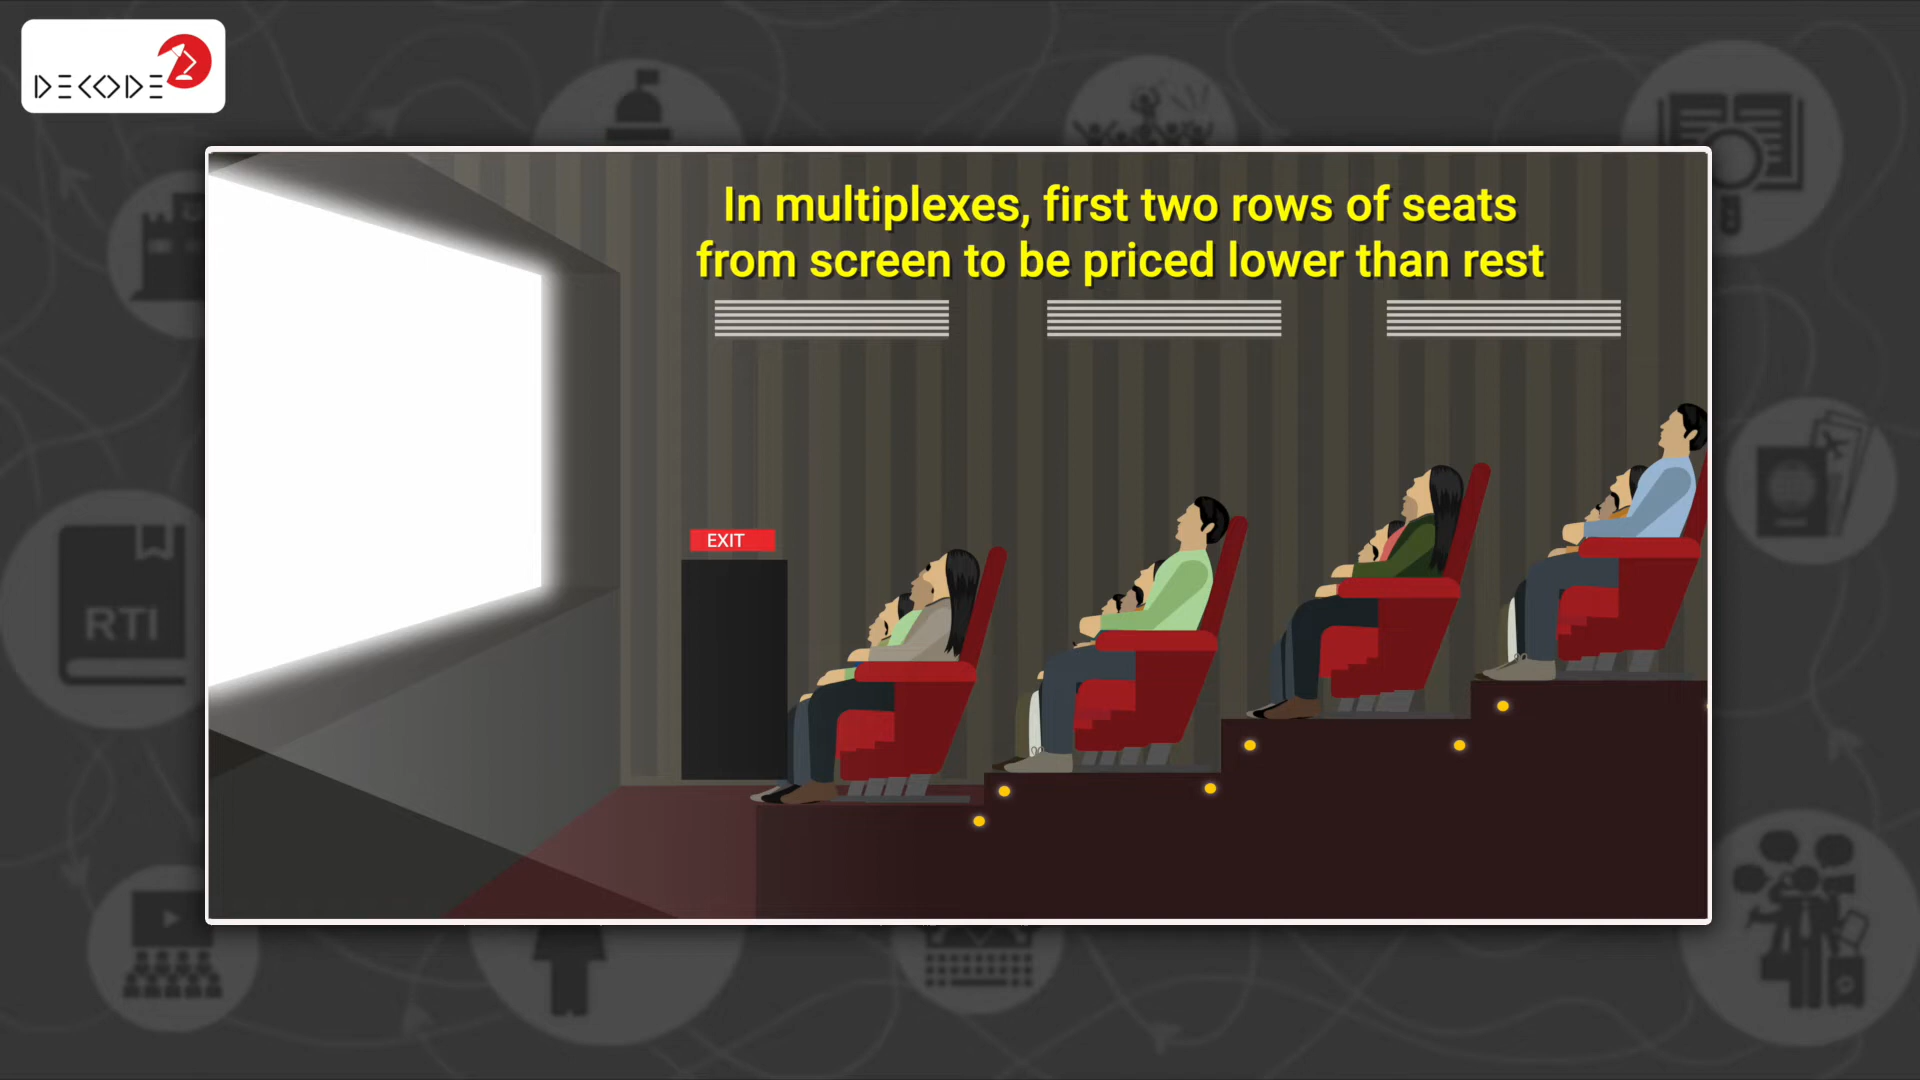 DECODE
In multiplexes, first two rows of seats
from screen to be priced lower than rest
EXIT
RTI